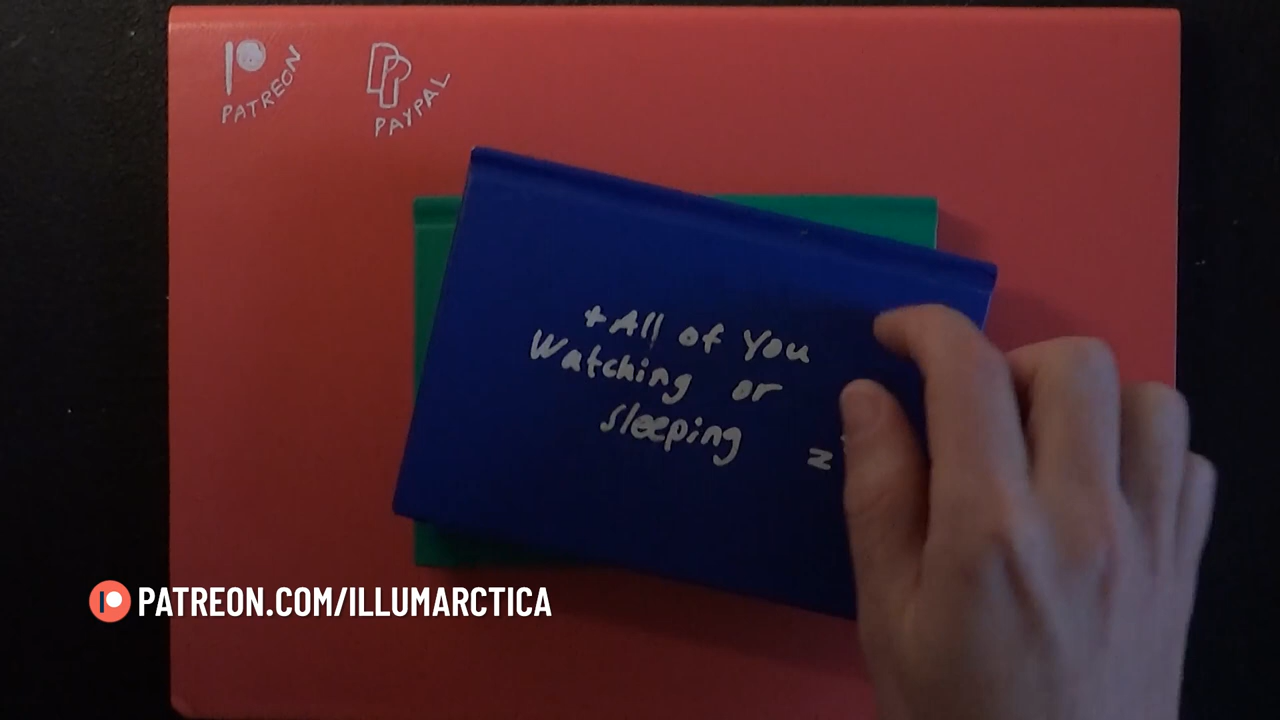 PATREON
PAYPAL
+All of You
Watching or
sleeping
z
PATREON.COM/ILLUMARCTICA